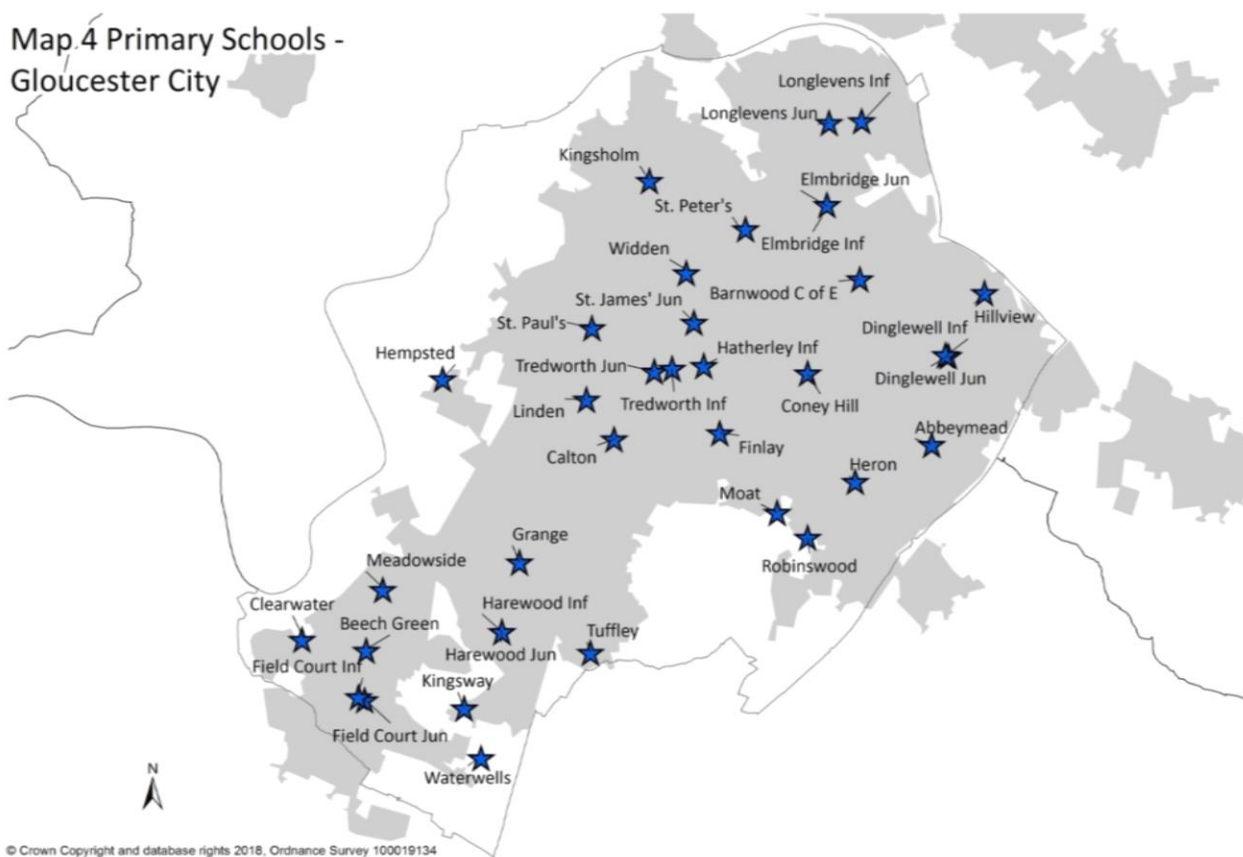 Map 4 Primary Schools -
Gloucester City
Longlevens Inf
Longlevens Jun
Kingsholm
Elmbridge Jun
St. Peter's
Elmbridge Inf
Widden
Barnwood C of E
St. James' Jun
Hillview
St. Paul's
Dinglewell Inf
Hatherley Inf
Hempsted
Tredworth Jun
Dinglewell Jun
Tredworth Inf
Coney Hill
Linden
Abbeymead
Finlay
Calton
Heron
Moat
Grange
Robinswood
Meadowside
Clearwater
Harewood Inf
Beech Green
Tuffley
Harewood Jun
Field Court Inf
Kingsway
Field Court Jun
Waterwells
N
© Crown Copyright and database rights 2018, Ordnance Survey 100019134